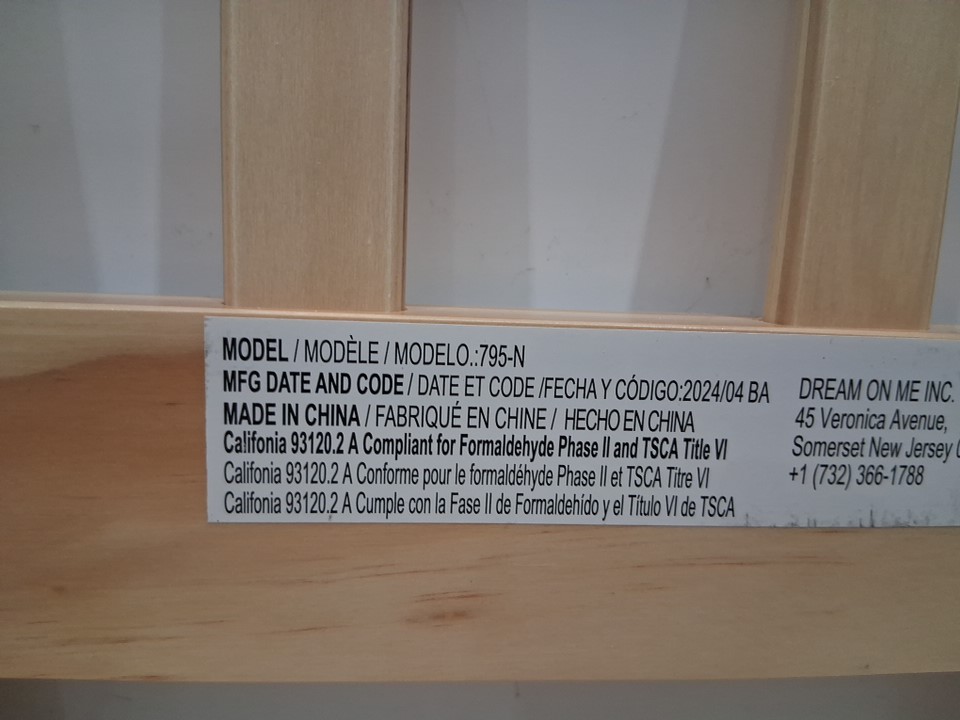 MODEL / MODÈLE / MODELO.:795-N
MFG DATE AND CODE / DATE ET CODE /FECHA Y CÓDIGO:2024/04 BA
MADE IN CHINA / FABRIQUÉ EN CHINE / HECHO EN CHINA
Califonia 93120.2 A Compliant for Formaldehyde Phase II and TSCA Title VI
Califonia 93120.2 A Conforme pour le formaldéhyde Phase II et TSCA Titre VI
Califonia 93120.2 A Cumple con la Fase II de Formaldehído y el Título VI de TSCA
DREAM ON ME INC.
45 Veronica Avenue,
Somerset New Jersey
+1 (732) 366-1788